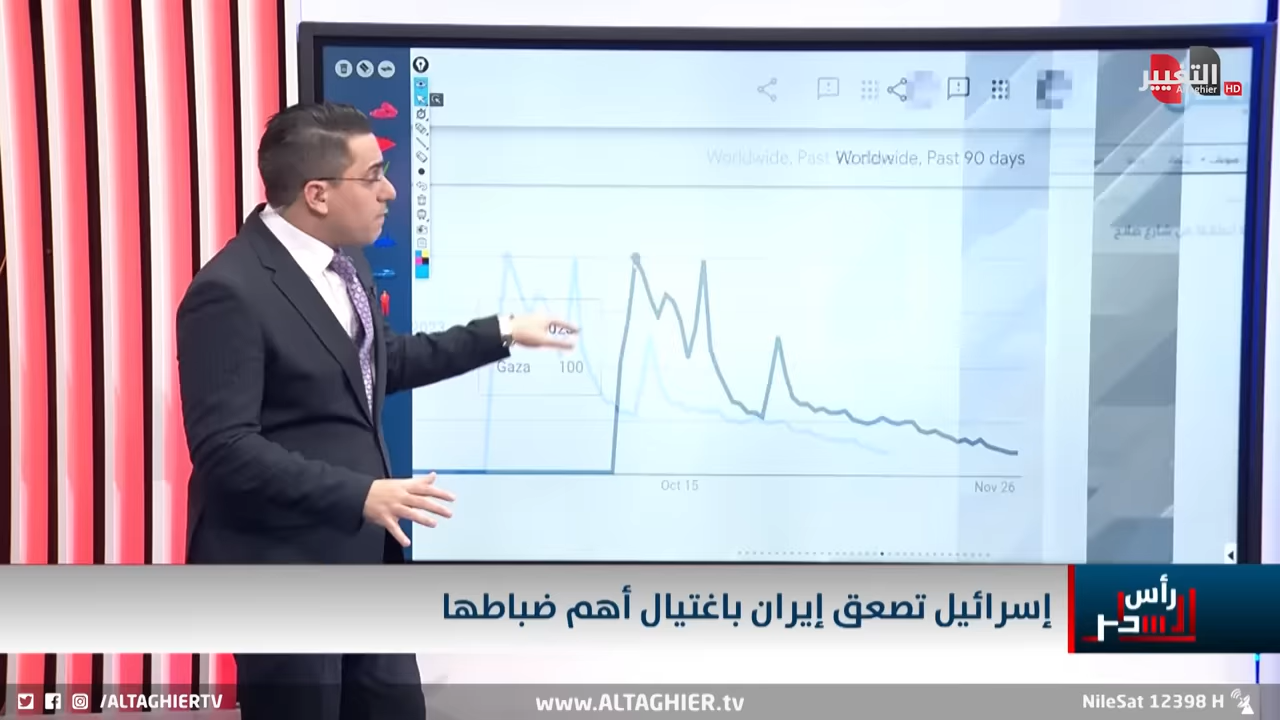 التغيير
Altaghier
HD
Worldwide, Past
Worldwide, Past 90 days
2023
Gaza 100
Oct 15
Nov 26
إسرائيل تصعق إيران باغتيال أهم ضباطها
رأس
السطر
/ALTAGHIERTV
www.ALTAGHIER.tv
NileSat 12398 H